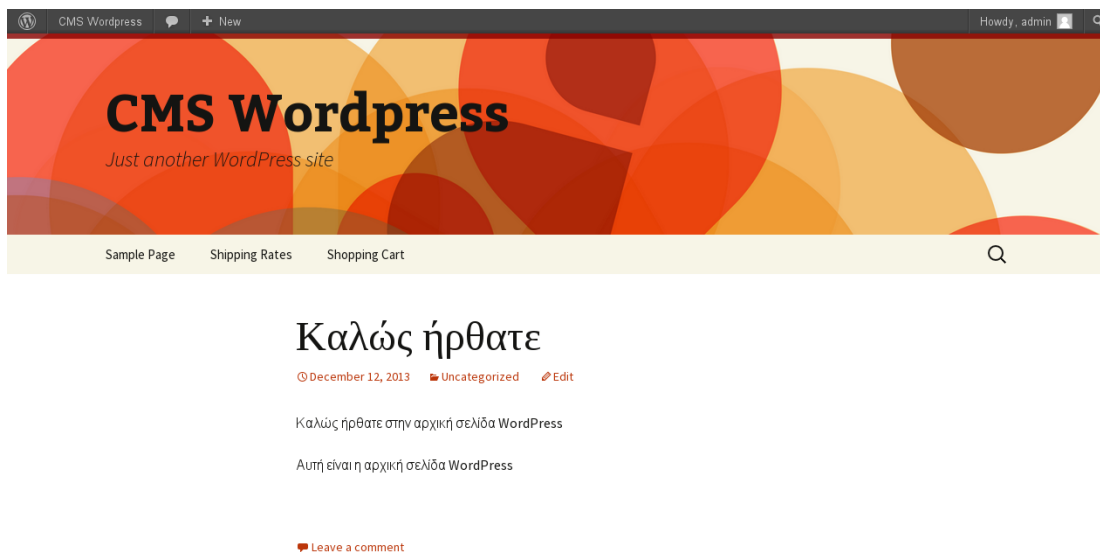 CMS Wordpress New Howdy, admin
CMS Wordpress
Just another WordPress site
Sample Page Shipping Rates Shopping Cart
Καλώς ήρθατε
December 12, 2013 Uncategorized Edit
Καλώς ήρθατε στην αρχική σελίδα WordPress
Αυτή είναι η αρχική σελίδα WordPress
Leave a comment